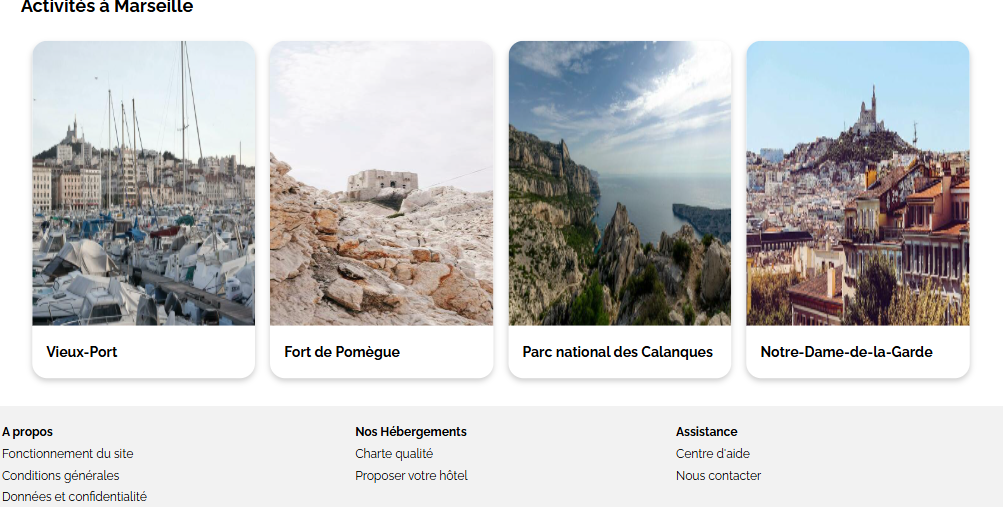 Activités à Marseille
Vieux-Port
Fort de Pomègue
Parc national des Calanques
Notre-Dame-de-la-Garde
A propos
Fonctionnement du site
Conditions générales
Données et confidentialité
Nos Hébergements
Charte qualité
Proposer votre hôtel
Assistance
Centre d'aide
Nous contacter